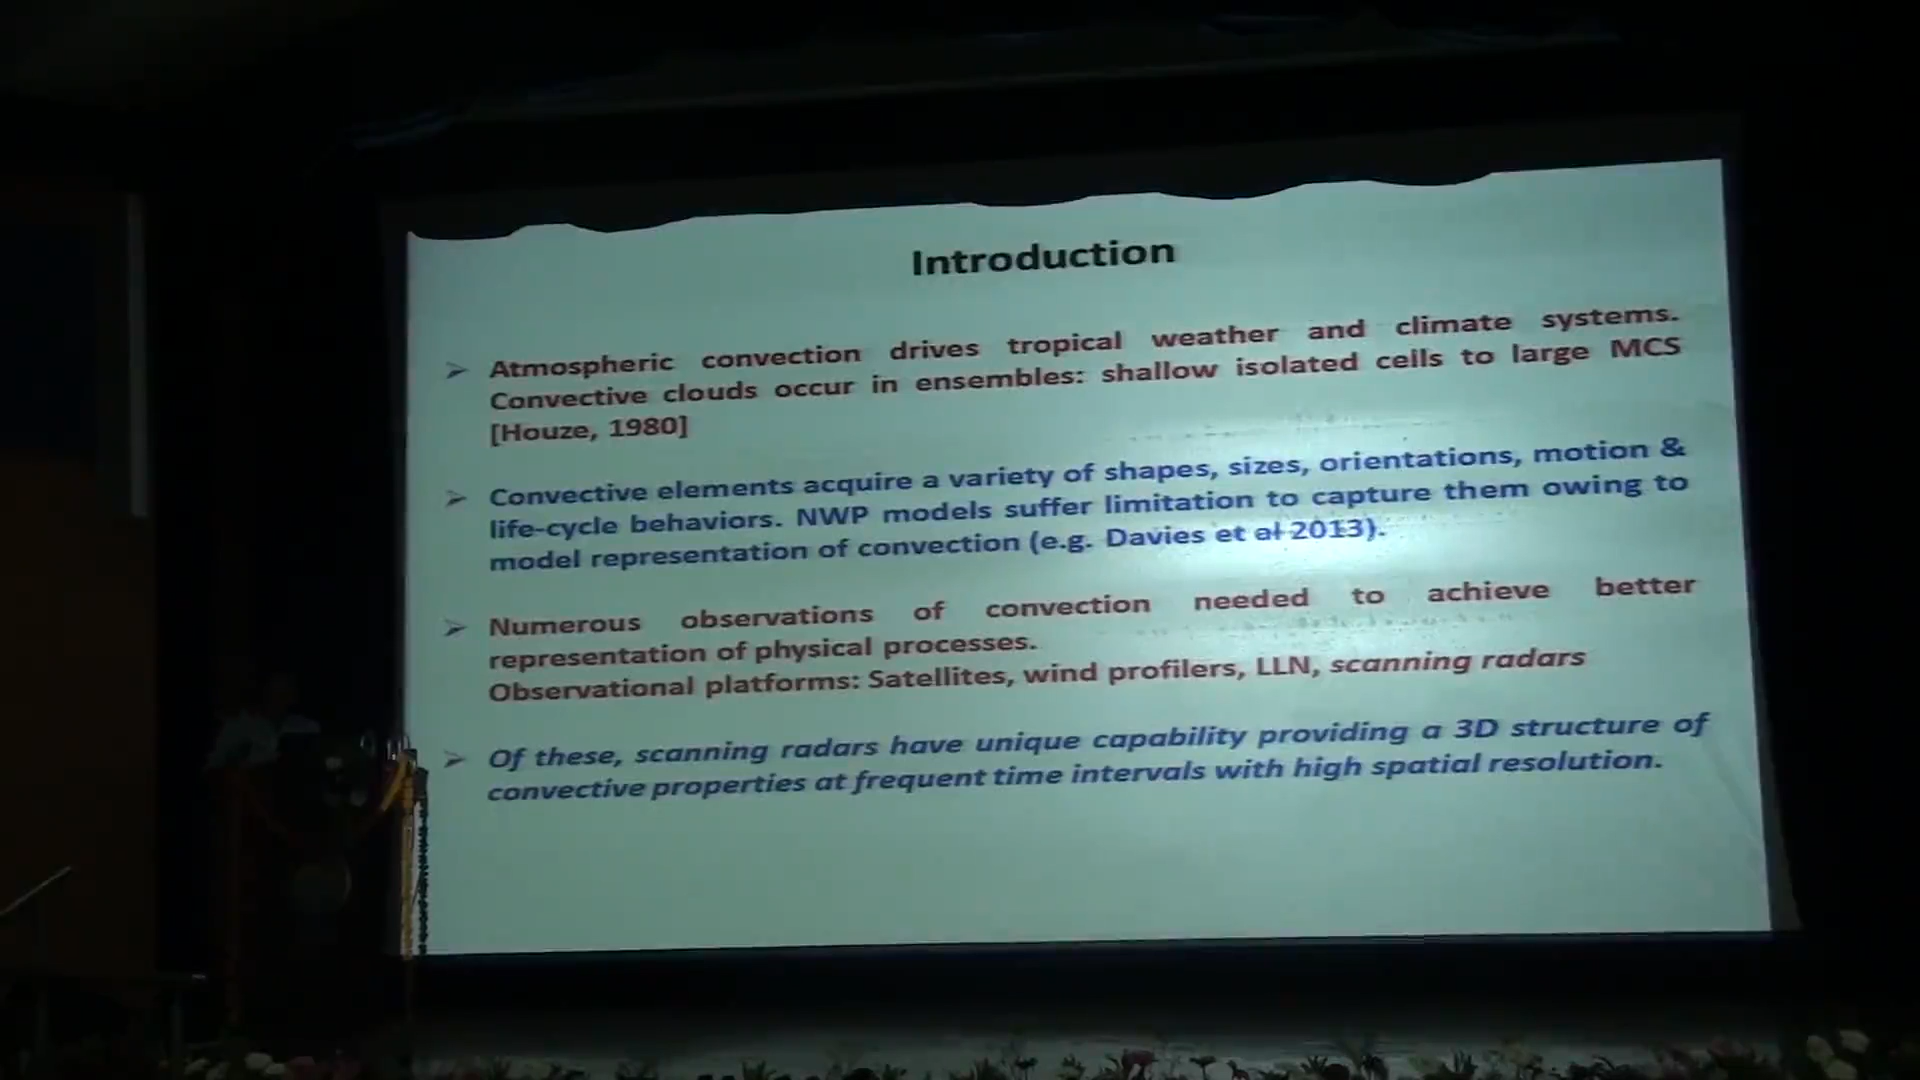 Introduction
➢ Atmospheric convection drives tropical weather and climate systems.
Convective clouds occur in ensembles: shallow isolated cells to large MCS
[Houze, 1980]
➢ Convective elements acquire a variety of shapes, sizes, orientations, motion &
life-cycle behaviors. NWP models suffer limitation to capture them owing to
model representation of convection (e.g. Davies et al 2013).
➢ Numerous observations of convection needed to achieve better
representation of physical processes.
Observational platforms: Satellites, wind profilers, LLN, scanning radars
➢ Of these, scanning radars have unique capability providing a 3D structure of
convective properties at frequent time intervals with high spatial resolution.